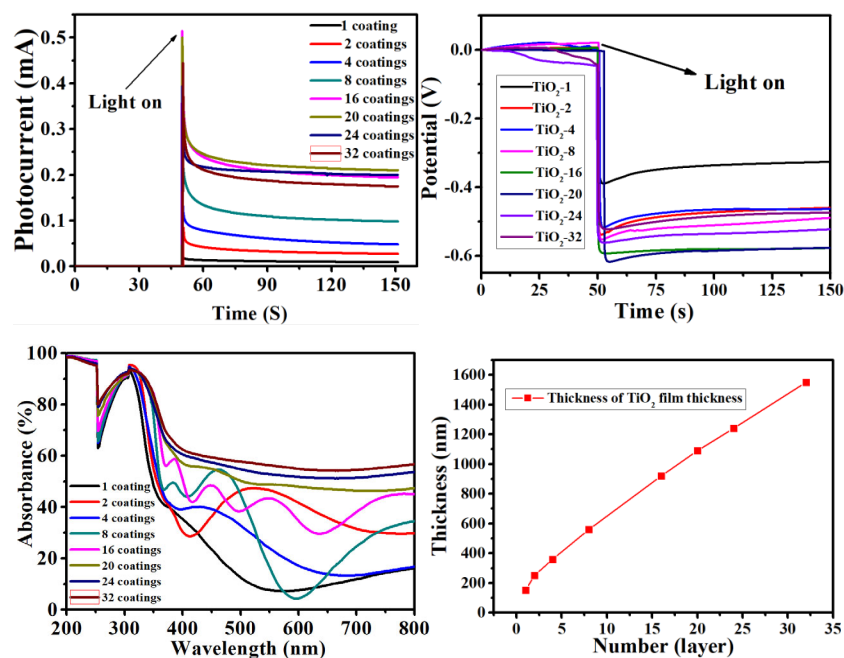 Photocurrent (mA)
0.5
0.4
0.3
0.2
0.1
0.0
Light on
1 coating
2 coatings
4 coatings
8 coatings
16 coatings
20 coatings
24 coatings
32 coatings
0 30 60 90 120 150
Time (S)
Potential (V)
0.0
-0.2
-0.4
-0.6
Light on
TiO2-1
TiO2-2
TiO2-4
TiO2-8
TiO2-16
TiO2-20
TiO2-24
TiO2-32
0 25 50 75 100 125 150
Time (s)
Absorbance (%)
100
80
60
40
20
0
1 coating
2 coatings
4 coatings
8 coatings
16 coatings
20 coatings
24 coatings
32 coatings
200 300 400 500 600 700 800
Wavelength (nm)
Thickness (nm)
1600
1400
1200
1000
800
600
400
200
0
Thickness of TiO2 film thickness
0 5 10 15 20 25 30 35
Number (layer)